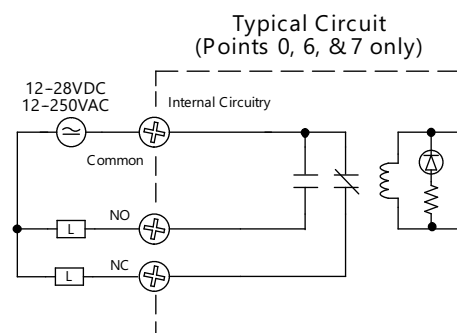 Typical Circuit
(Points 0, 6, & 7 only)
12–28VDC
12–250VAC
Internal Circuitry
Common
NO
L
NC
L